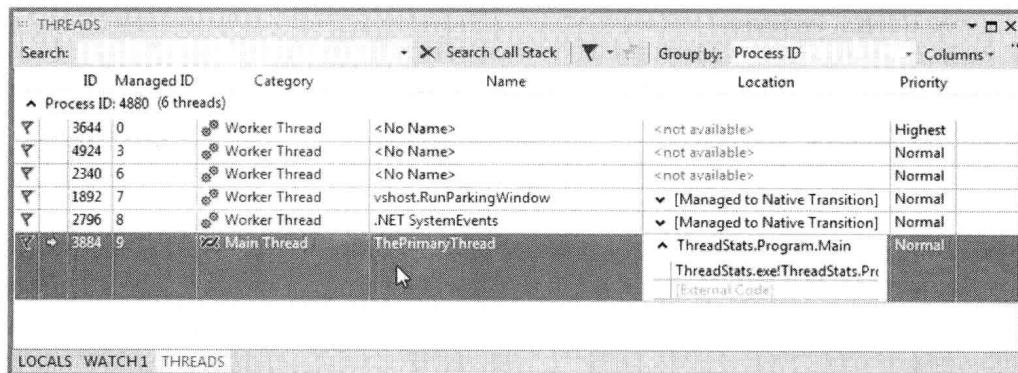 THREADS
Search: Search Call Stack Group by: Process ID Columns
ID Managed ID Category Name Location Priority
Process ID: 4880 (6 threads)
3644 0 Worker Thread <No Name> <not available> Highest
4924 3 Worker Thread <No Name> <not available> Normal
2340 6 Worker Thread <No Name> <not available> Normal
1892 7 Worker Thread vshost.RunParkingWindow [Managed to Native Transition] Normal
2796 8 Worker Thread .NET SystemEvents [Managed to Native Transition] Normal
3884 9 Main Thread ThePrimaryThread ThreadStats.Program.Main Normal
ThreadStats.exe!ThreadStats.Pro
[External Code]
LOCALS WATCH 1 THREADS